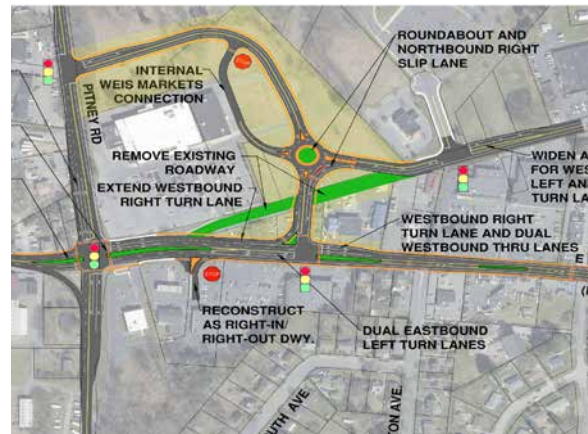 ROUNDABOUT AND
NORTHBOUND RIGHT
SLIP LANE
INTERNAL
WEIS MARKETS
CONNECTION
PITNEY RD
REMOVE EXISTING
ROADWAY
EXTEND WESTBOUND
RIGHT TURN LANE
WIDEN A
FOR WES
LEFT AN
TURN LA
WESTBOUND RIGHT
TURN LANE AND DUAL
WESTBOUND THRU LANES
E
STOP
RECONSTRUCT
AS RIGHT-IN/
RIGHT-OUT DWY.
DUAL EASTBOUND
LEFT TURN LANES
UTH AVE
TON AVE.